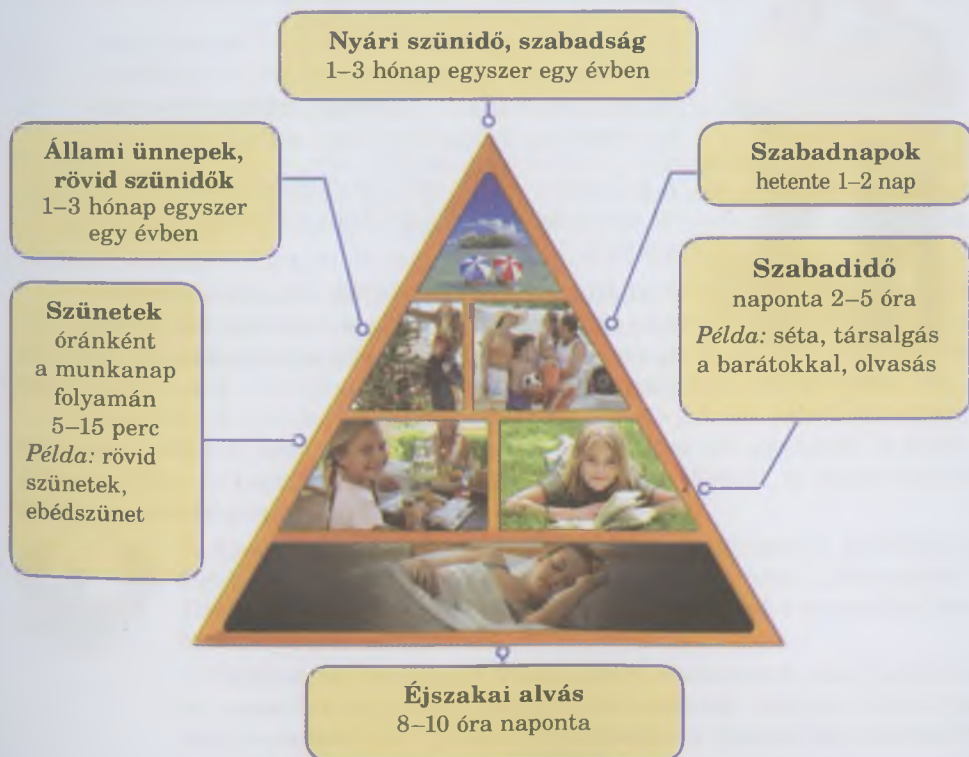 Nyári szünidő, szabadság
1–3 hónap egyszer egy évben
Állami ünnepek,
rövid szünidők
1–3 hónap egyszer
egy évben
Szabadnapok
hetente 1–2 nap
Szabadidő
naponta 2–5 óra
Példa: séta, társalgás
a barátokkal, olvasás
Szünetek
óránként
a munkanap
folyamán
5–15 perc
Példa: rövid
szünetek,
ebédszünet
Éjszakai alvás
8–10 óra naponta